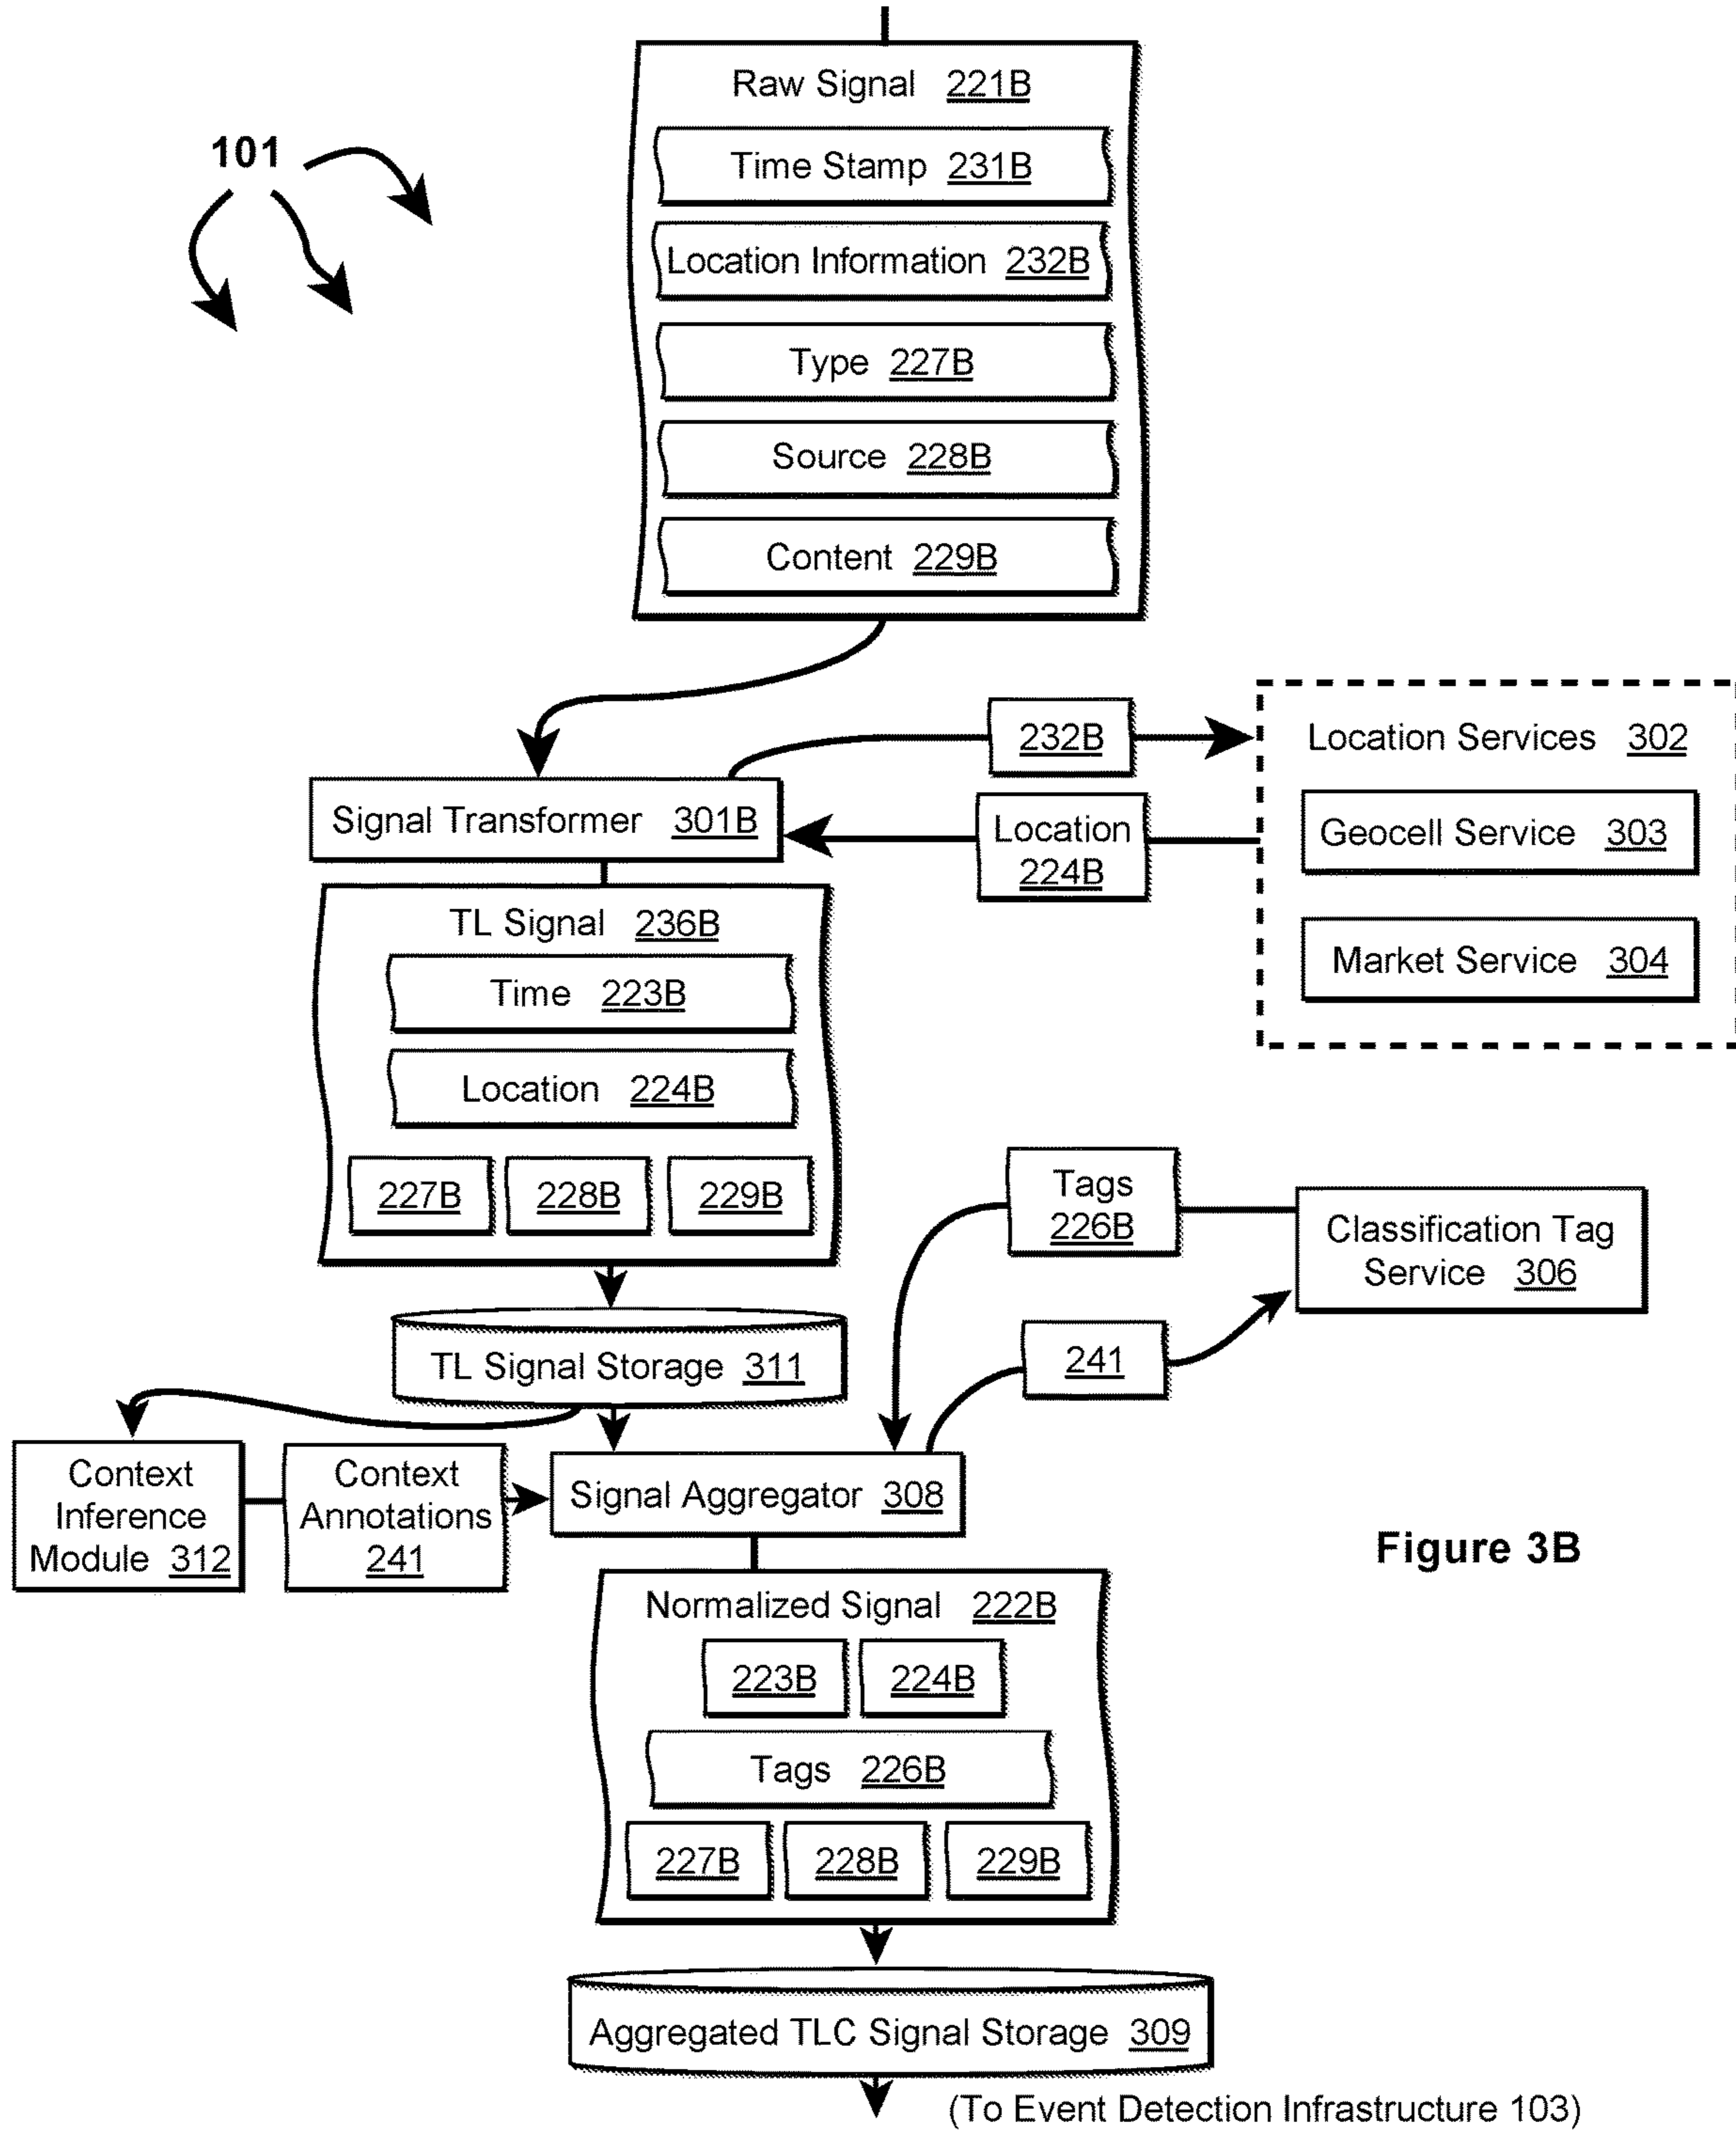 101
Raw Signal 221B
Time Stamp 231B
Location Information 232B
Type 227B
Source 228B
Content 229B
232B
Location Services 302
Signal Transformer 301B
Location
224B
Geocell Service 303
Market Service 304
TL Signal 236B
Time 223B
Location 224B
227B 228B 229B
Tags
226B
Classification Tag
Service 306
TL Signal Storage 311
241
Context
Inference
Module 312
Context
Annotations
241
Signal Aggregator 308
Figure 3B
Normalized Signal 222B
223B 224B
Tags 226B
227B 228B 229B
Aggregated TLC Signal Storage 309
(To Event Detection Infrastructure 103)